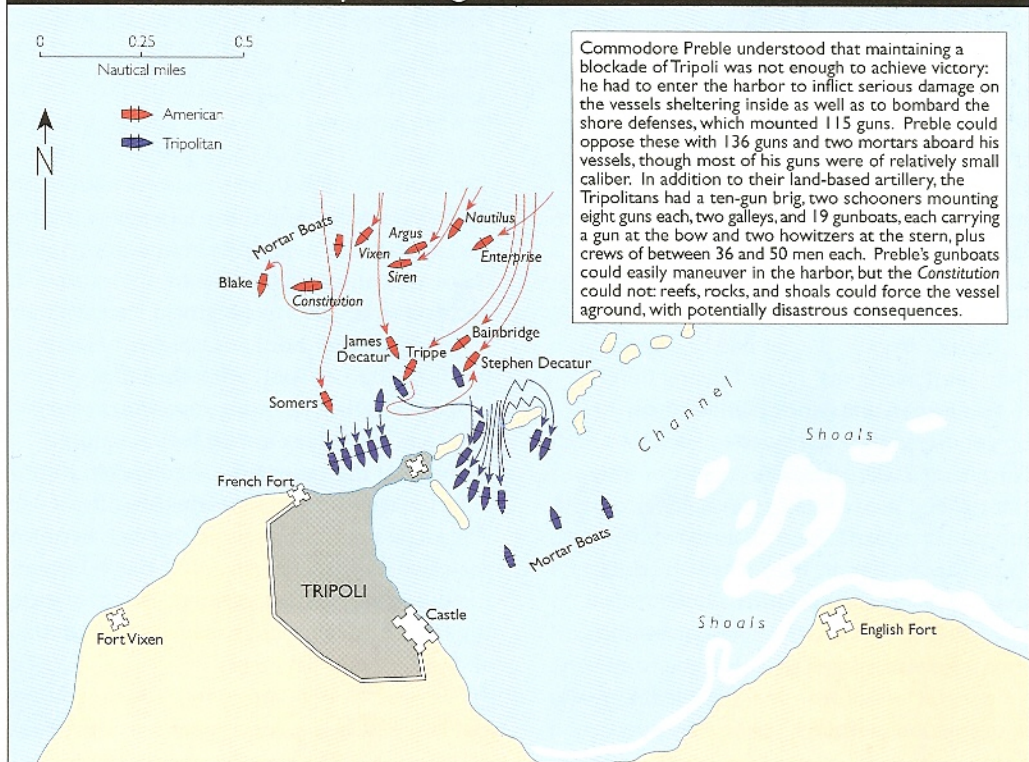 0 0.25 0.5
Nautical miles
American
Tripolitan
N
Commodore Preble understood that maintaining a
blockade of Tripoli was not enough to achieve victory:
he had to enter the harbor to inflict serious damage on
the vessels sheltering inside as well as to bombard the
shore defenses, which mounted 115 guns. Preble could
oppose these with 136 guns and two mortars aboard his
vessels, though most of his guns were of relatively small
caliber. In addition to their land-based artillery, the
Tripolitans had a ten-gun brig, two schooners mounting
eight guns each, two galleys, and 19 gunboats, each carrying
a gun at the bow and two howitzers at the stern, plus
crews of between 36 and 50 men each. Preble's gunboats
could easily maneuver in the harbor, but the Constitution
could not: reefs, rocks, and shoals could force the vessel
aground, with potentially disastrous consequences.
Mortar Boats
Vixen
Argus
Nautilus
Siren
Enterprise
Blake
Constitution
James
Decatur
Trippe
Bainbridge
Stephen Decatur
Somers
Channel
Shoals
French Fort
Mortar Boats
TRIPOLI
Castle
Fort Vixen
Shoals
English Fort